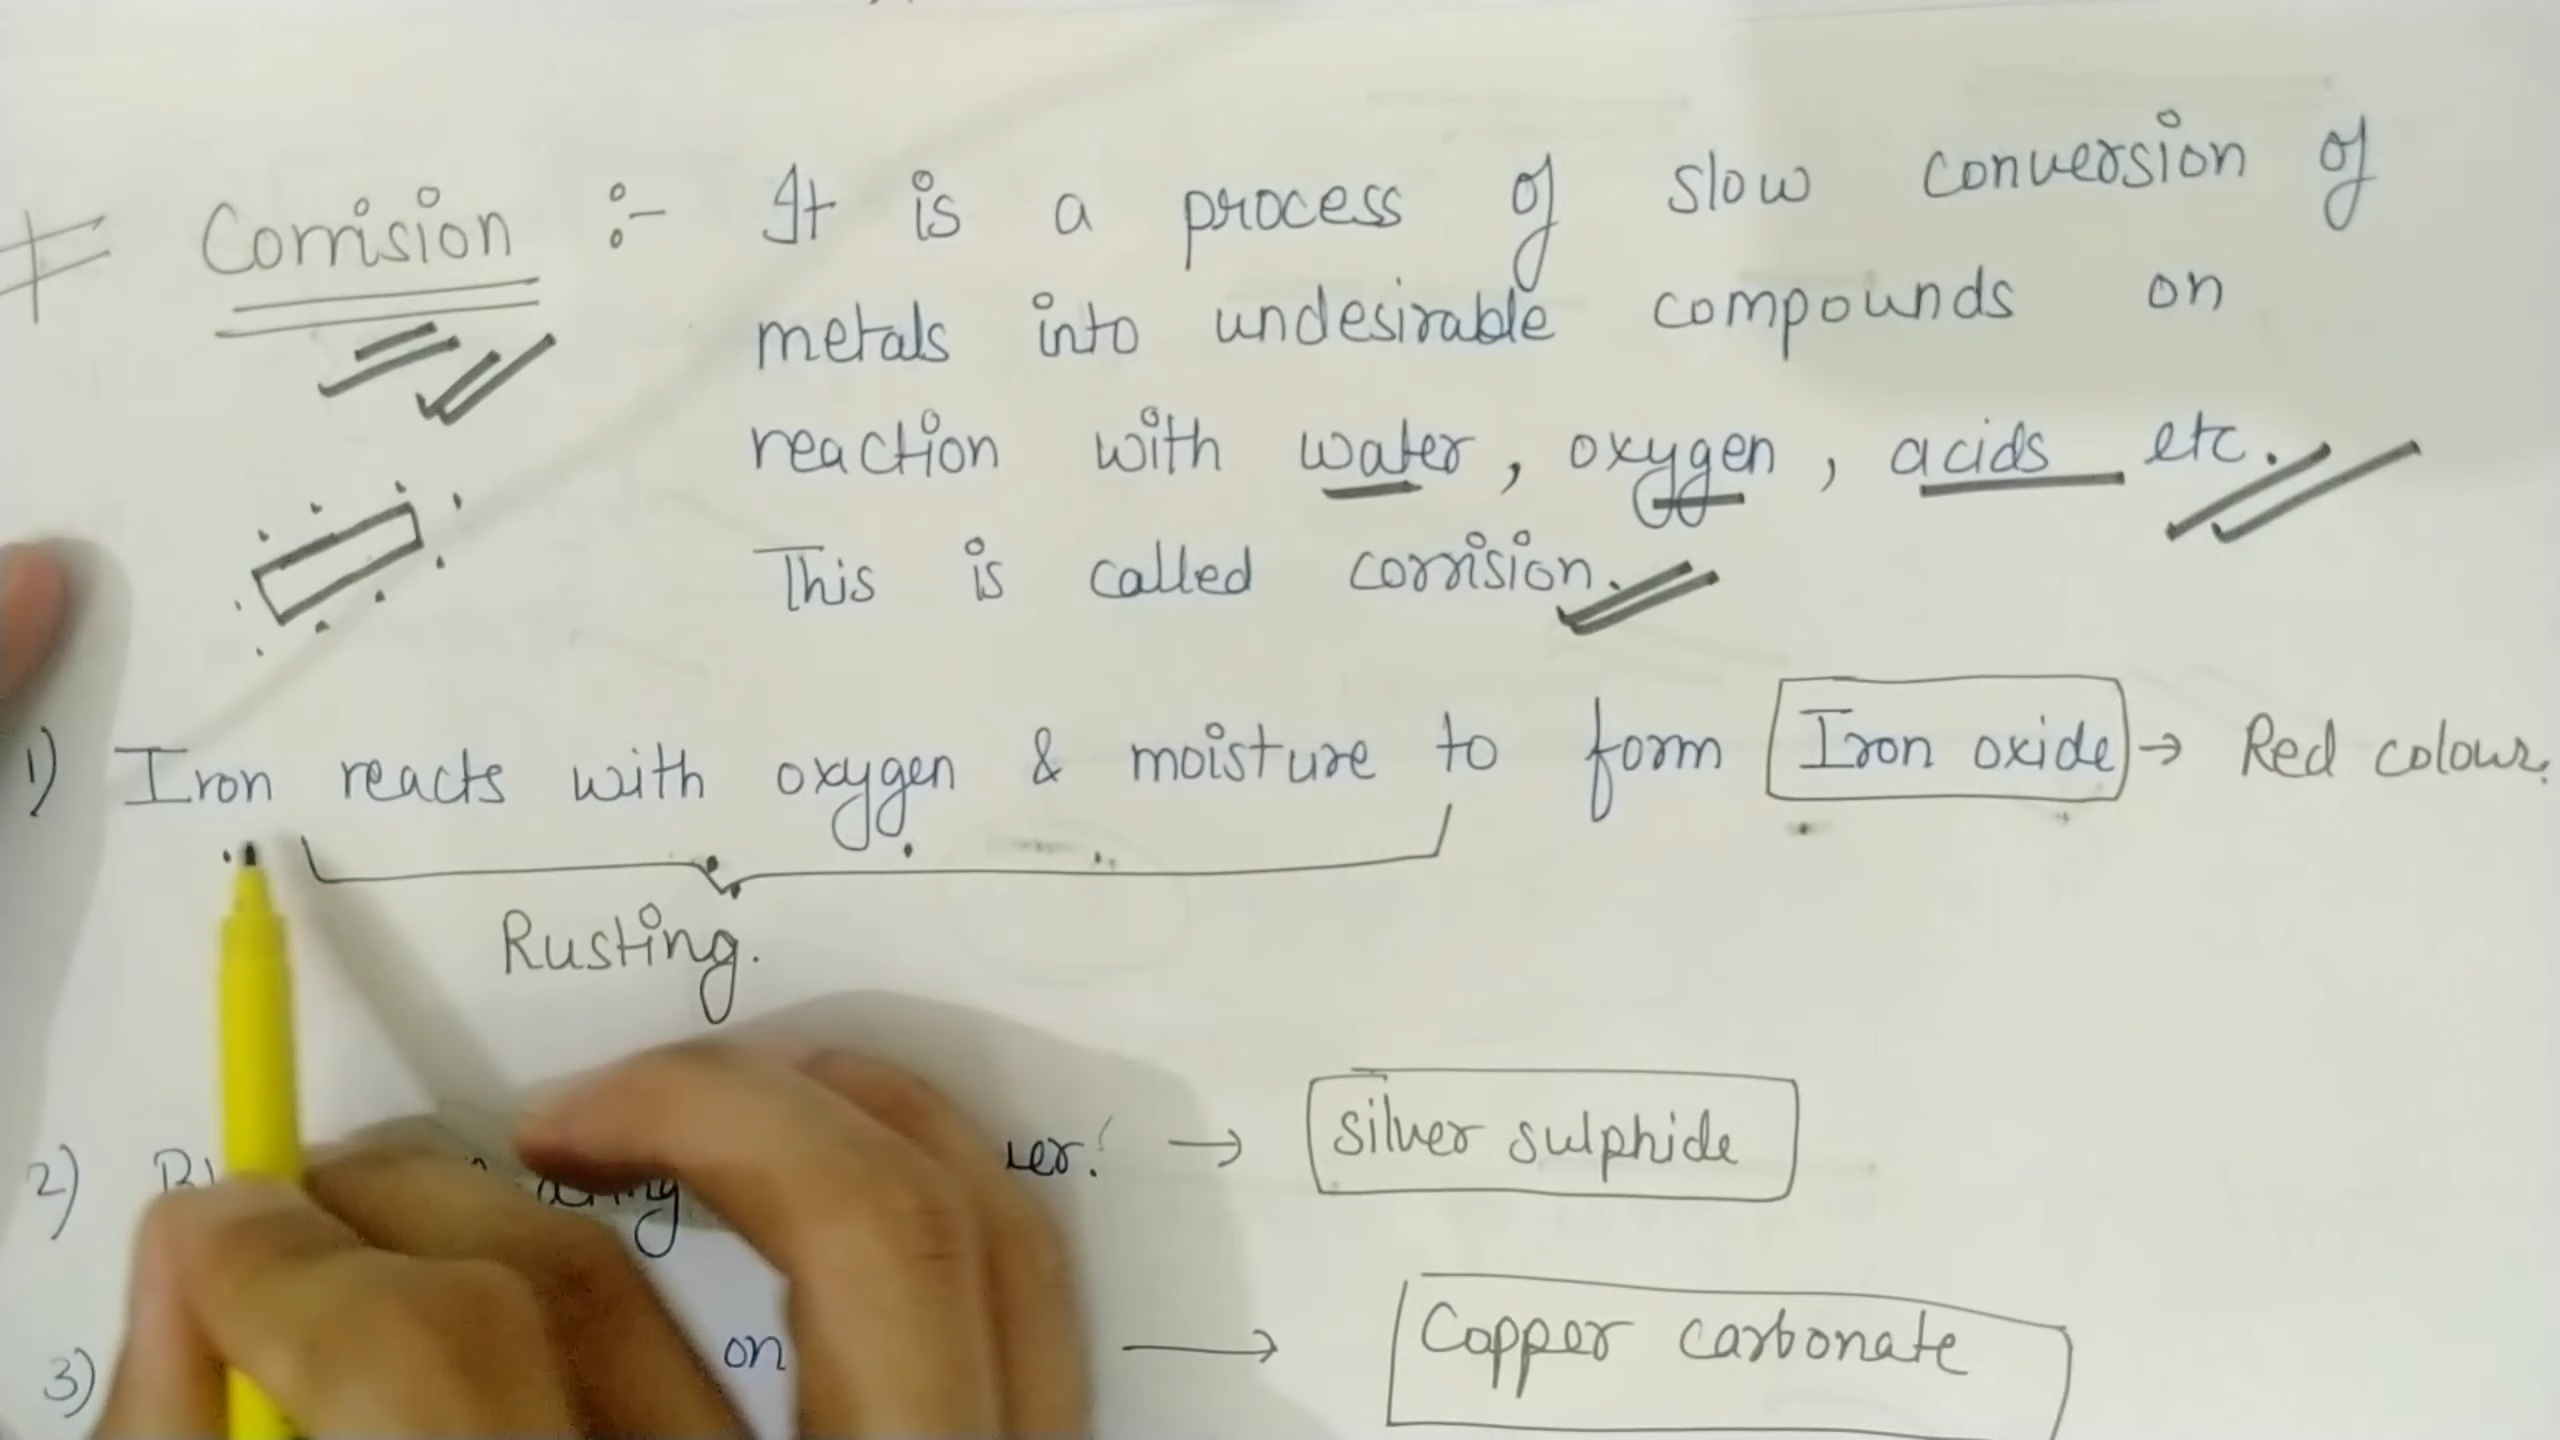 Corrision :- It is a process of slow conversion of
metals into undesirable compounds on
reaction with water, oxygen, acids etc.
This is called corrision.
1) Iron reacts with oxygen & moisture to form Iron oxide → Red colour.
Rusting.
2) → Silver sulphide
3) on → Copper carbonate